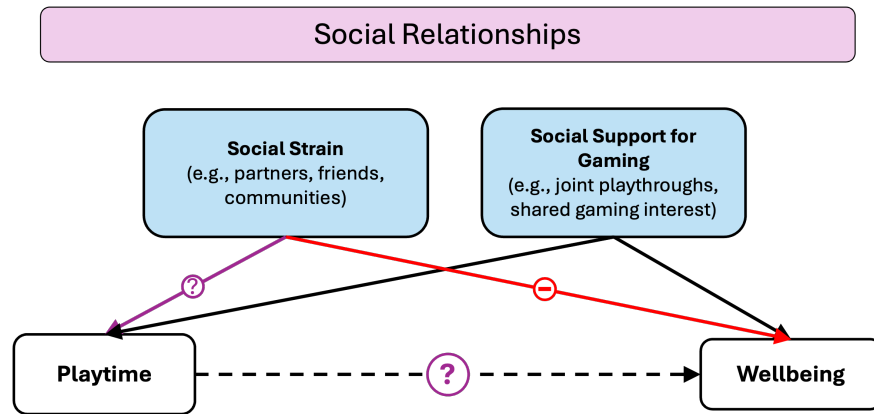 Social Relationships
Social Strain
(e.g., partners, friends,
communities)
Social Support for
Gaming
(e.g., joint playthroughs,
shared gaming interest)
?
Playtime
?
Wellbeing